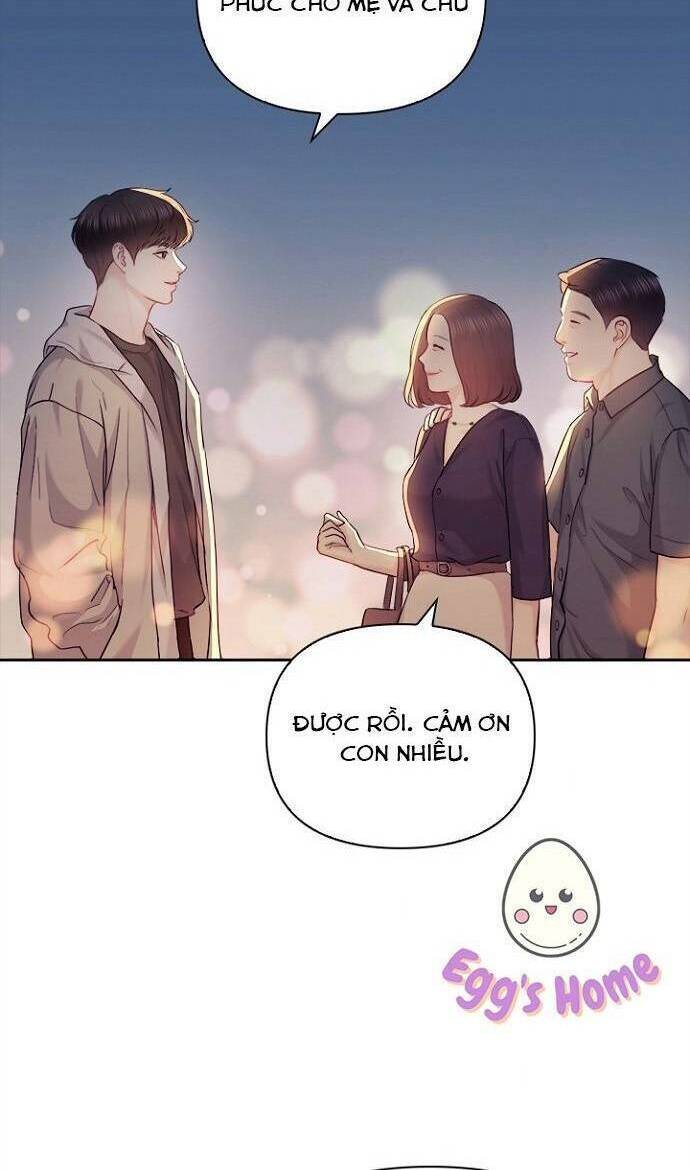 PHÚC CHO MẸ VÀ CHÚ
ĐƯỢC RỒI. CẢM ƠN
CON NHIỀU.
Egg's Home